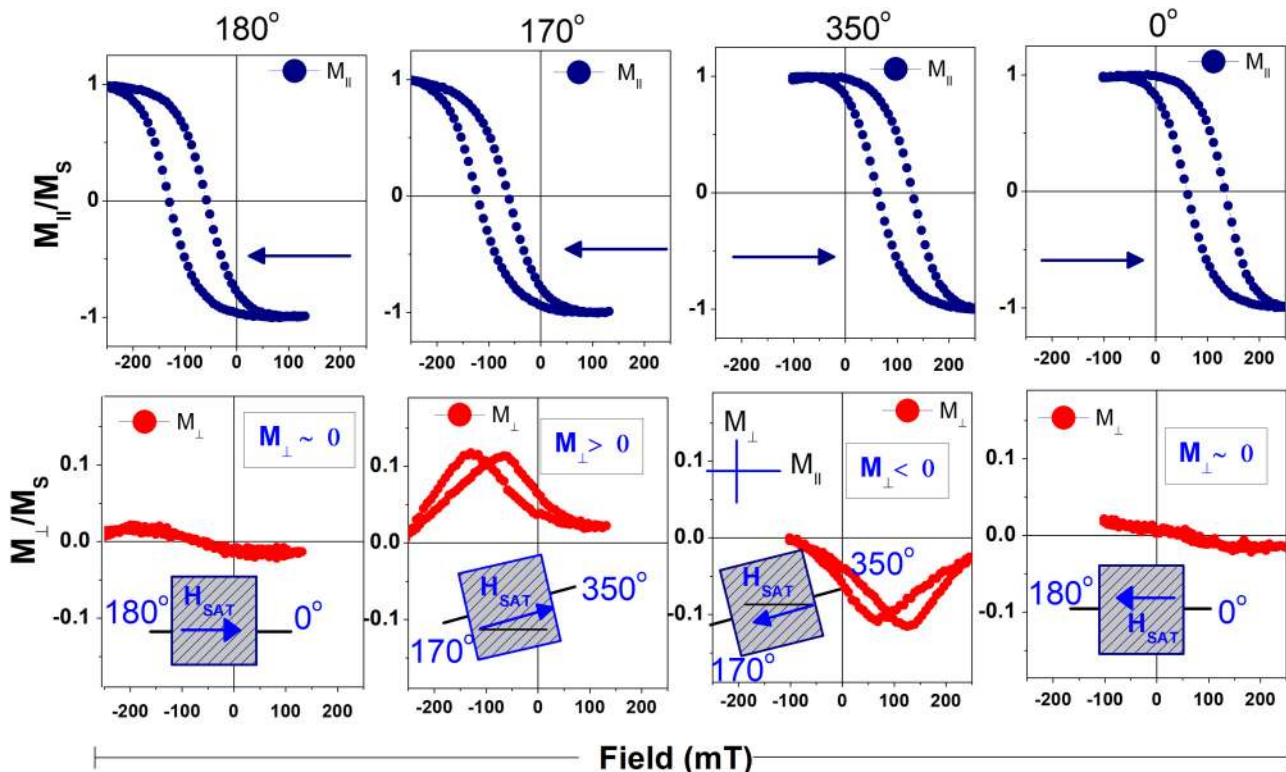 180° 170° 350° 0°
M∥ M∥ M∥ M∥
M∥/MS
1
0
-1
1
0
-1
1
0
-1
1
0
-1
-200 -100 0 100 200
-200 -100 0 100 200
-200 -100 0 100 200
-200 -100 0 100 200
M⊥/MS
M⊥
M⊥ ~ 0
0.1
0.0
-0.1
180° HSAT 0°
-200 -100 0 100 200
M⊥
M⊥ > 0
0.1
0.0
-0.1
HSAT 350°
170°
-200 -100 0 100 200
M⊥
M⊥
M∥
M⊥ < 0
0.1
0.0
-0.1
HSAT 350°
170°
-200 -100 0 100 200
M⊥
M⊥ ~ 0
0.1
0.0
-0.1
180° HSAT 0°
-200 -100 0 100 200
Field (mT)